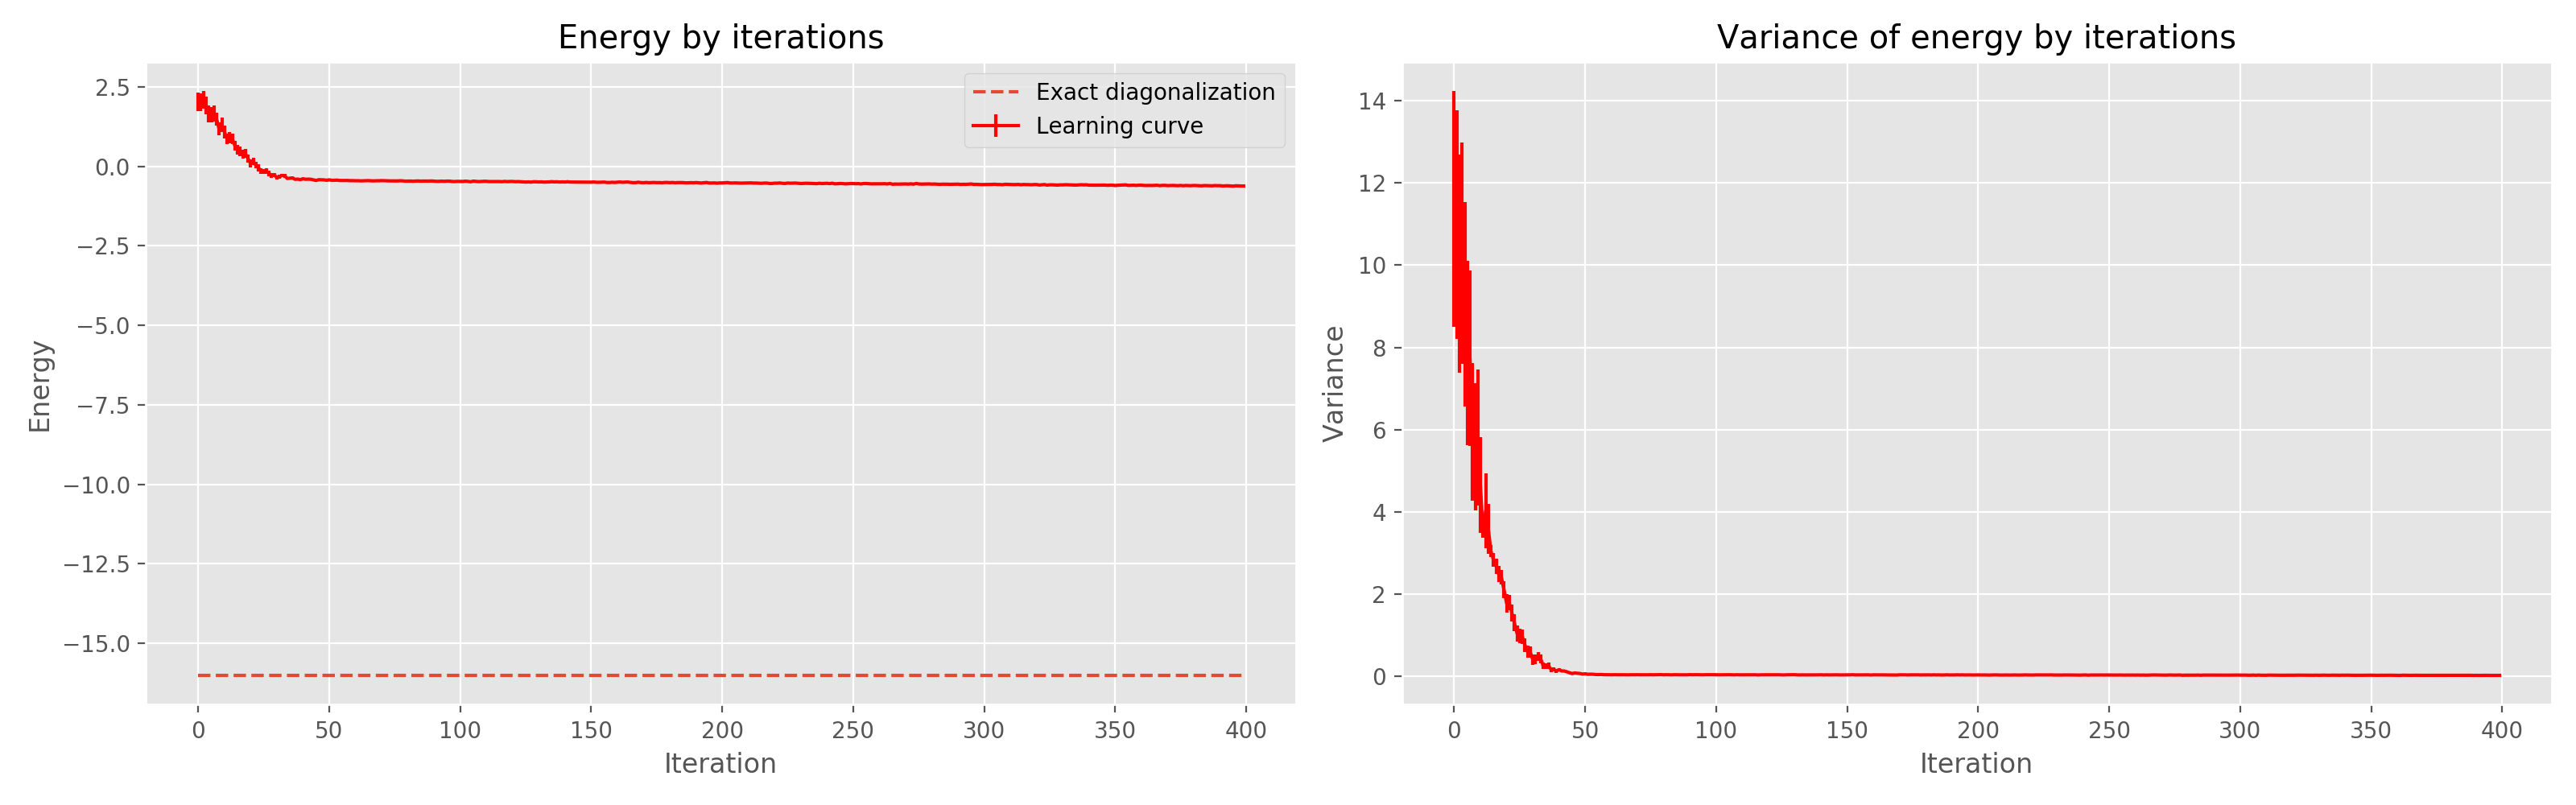 Energy by iterations
2.5
0.0
−2.5
−5.0
−7.5
−10.0
−12.5
−15.0
Energy
Exact diagonalization
Learning curve
0 50 100 150 200 250 300 350 400
Iteration
Variance of energy by iterations
14
12
10
8
6
4
2
0
Variance
0 50 100 150 200 250 300 350 400
Iteration